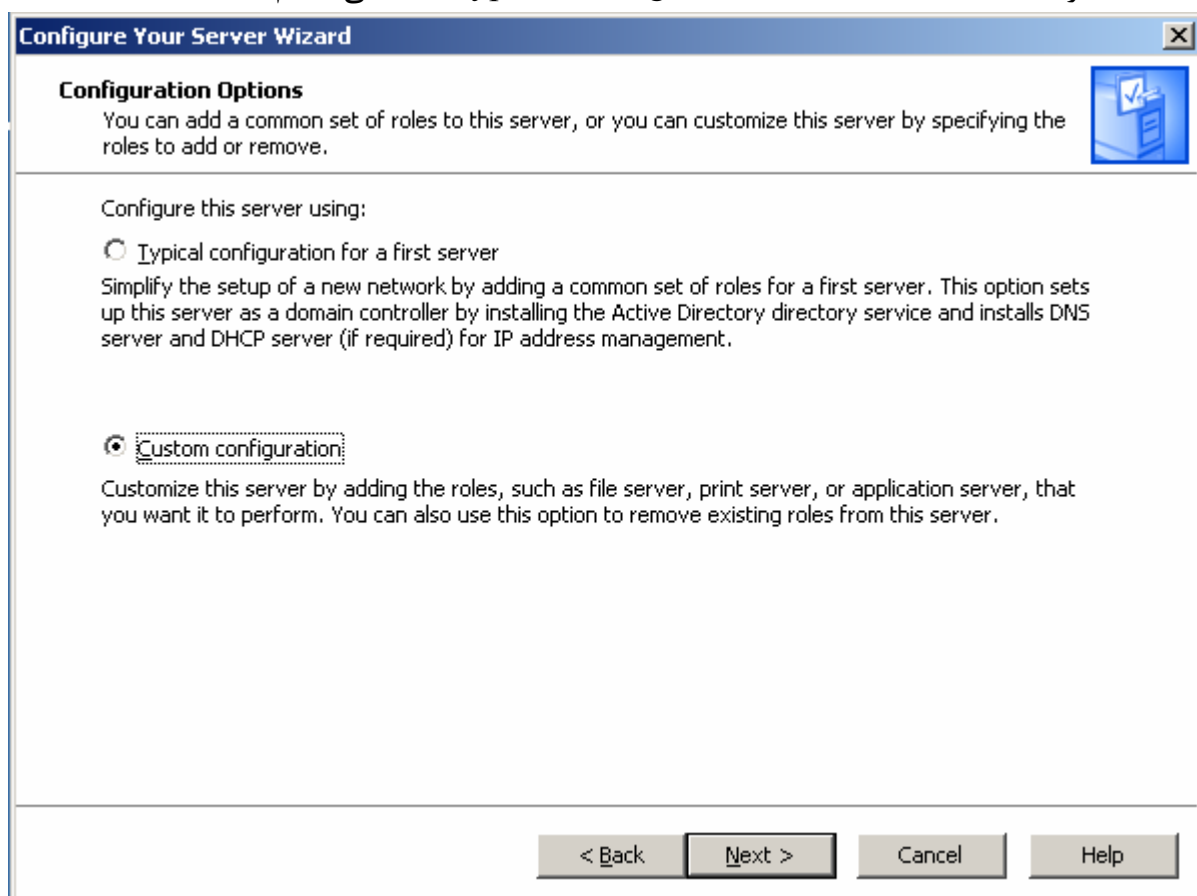 Configure Your Server Wizard
Configuration Options
You can add a common set of roles to this server, or you can customize this server by specifying the
roles to add or remove.
Configure this server using:
Typical configuration for a first server
Simplify the setup of a new network by adding a common set of roles for a first server. This option sets
up this server as a domain controller by installing the Active Directory directory service and installs DNS
server and DHCP server (if required) for IP address management.
Custom configuration
Customize this server by adding the roles, such as file server, print server, or application server, that
you want it to perform. You can also use this option to remove existing roles from this server.
< Back Next > Cancel Help